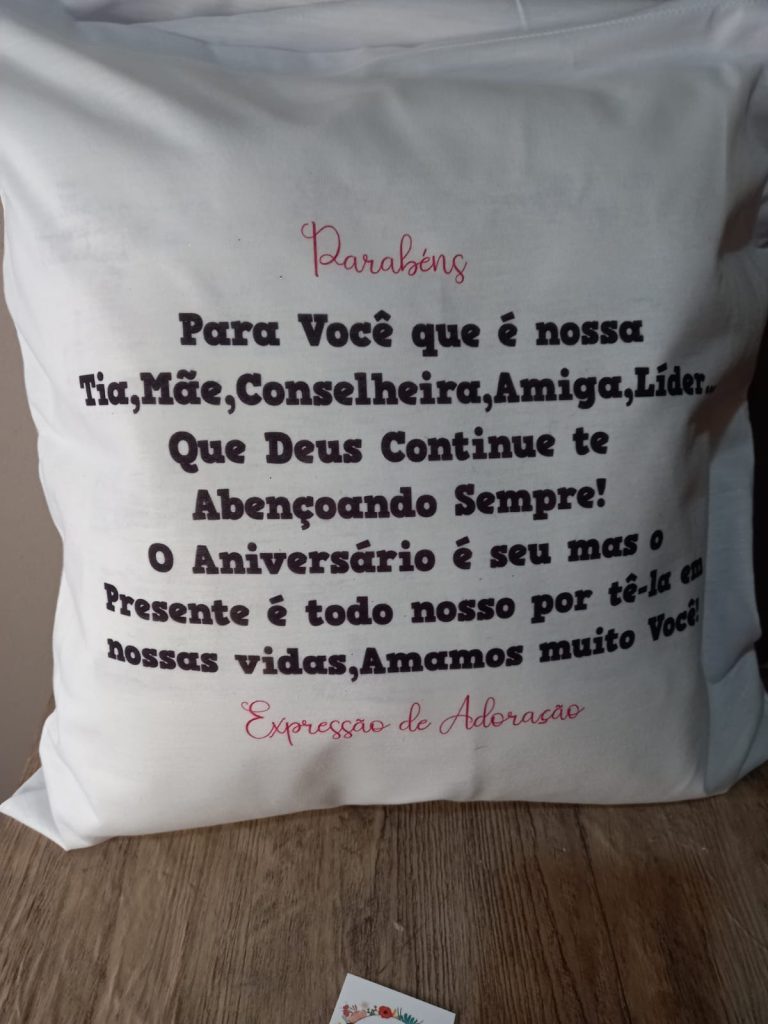 Parabéns
Para Você que é nossa
Tia,Mãe,Conselheira,Amiga,Líder...
Que Deus Continue te
Abençoando Sempre!
O Aniversário é seu mas o
Presente é todo nosso por tê-la em
nossas vidas,Amamos muito Você!
Expressão de Adoração